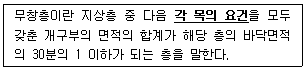 무창층이란 지상층 중 다음 각 목의 요건을 모두
갖춘 개구부의 면적의 합계가 해당 층의 바닥면적
의 30분의 1 이하가 되는 층을 말한다.